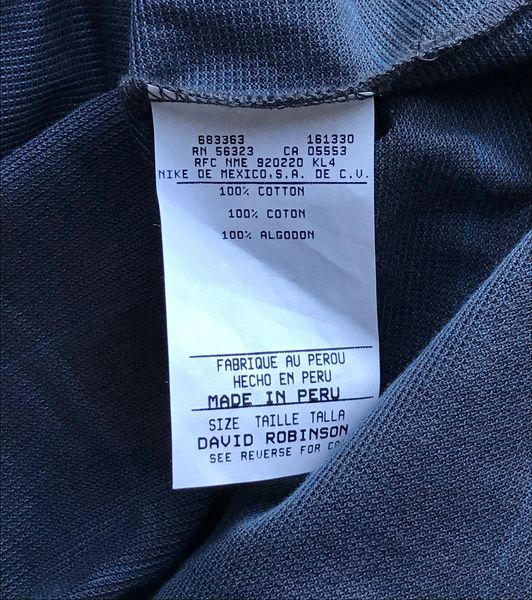 683363 161330
RN 56323 CA 05553
RFC NME 920220 KL4
NIKE DE MEXICO,S.A. DE C.V.
100% COTTON
100% COTON
100% ALGODON
FABRIQUE AU PEROU
HECHO EN PERU
MADE IN PERU
SIZE TAILLE TALLA
DAVID ROBINSON
SEE REVERSE FOR